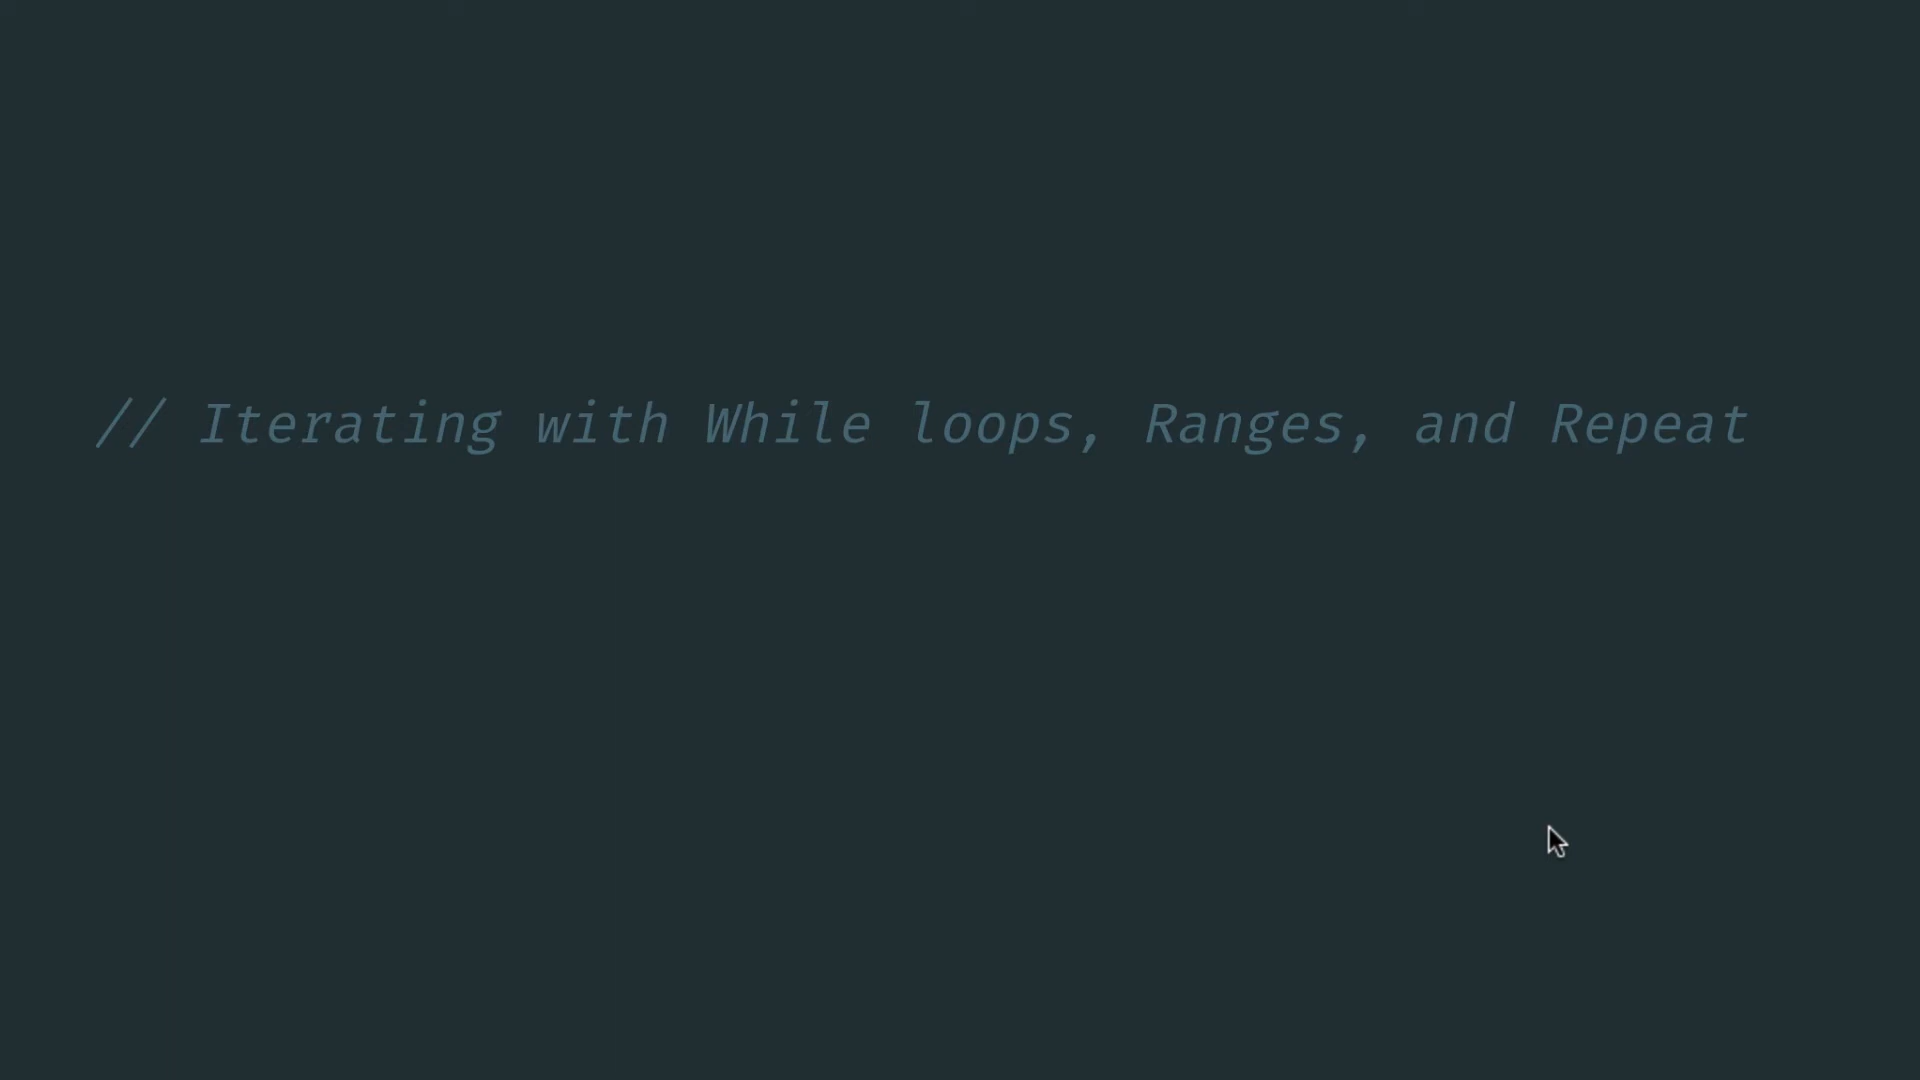 // Iterating with While loops, Ranges, and Repeat